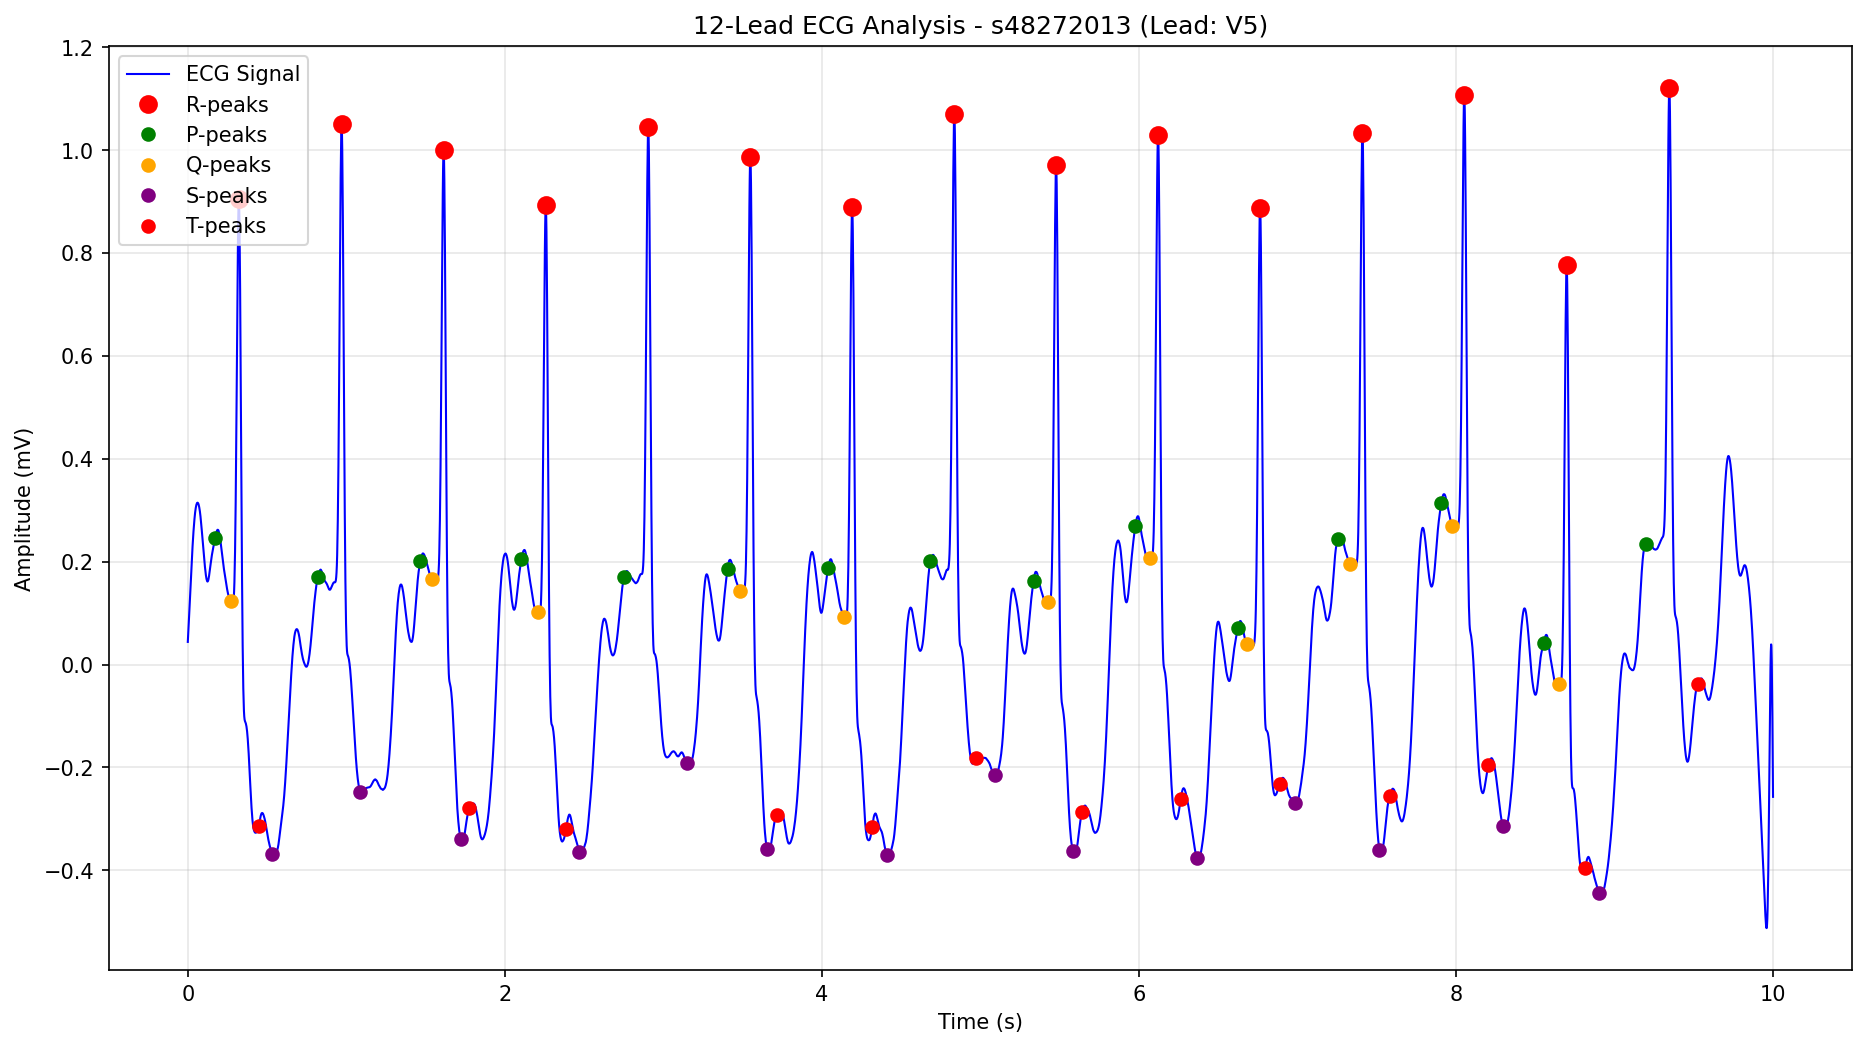 12-Lead ECG Analysis - s48272013 (Lead: V5)
ECG Signal
R-peaks
P-peaks
Q-peaks
S-peaks
T-peaks
Amplitude (mV)
1.2
1.0
0.8
0.6
0.4
0.2
0.0
−0.2
−0.4
0 2 4 6 8 10
Time (s)